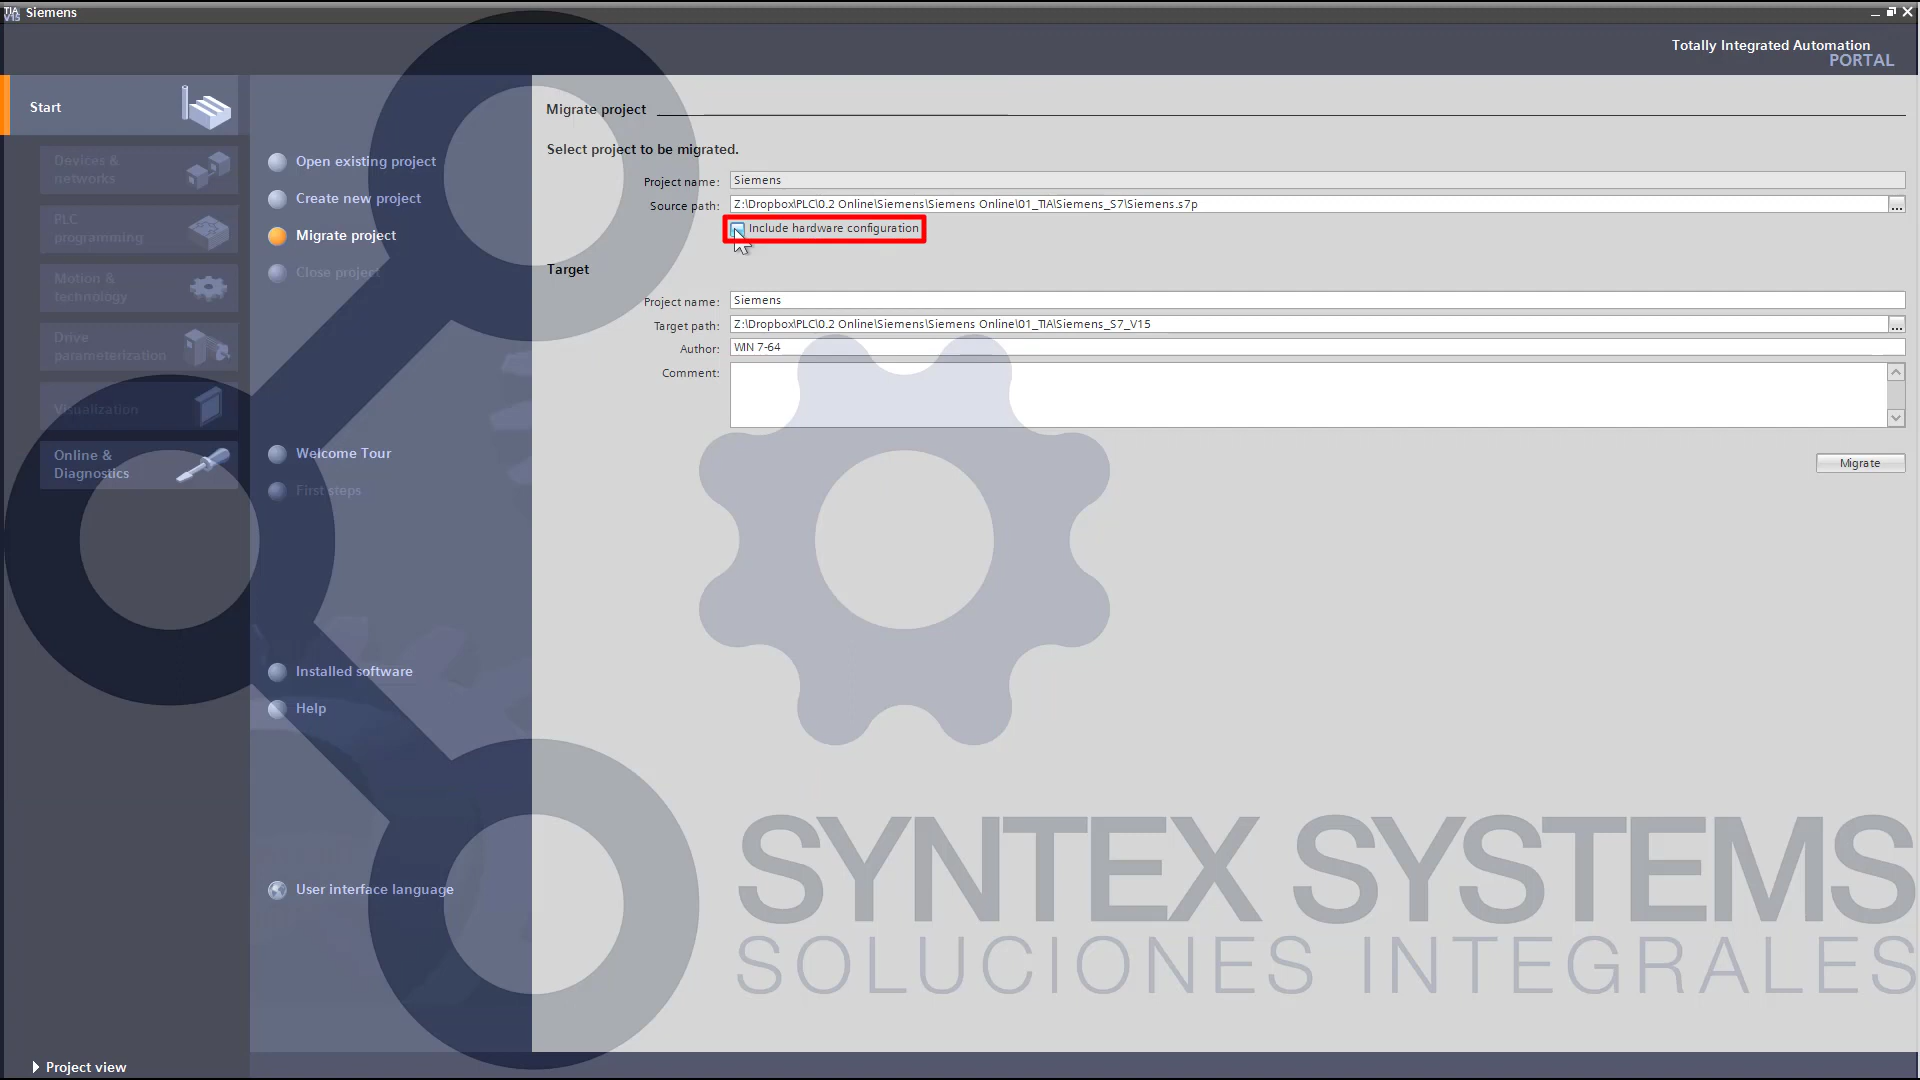 TIA
V15
Siemens
Totally Integrated Automation
PORTAL
Start
Devices &
networks
PLC
programming
Motion &
technology
Drive
parameterization
Visualization
Online &
Diagnostics
Open existing project
Create new project
Migrate project
Close project
Welcome Tour
First steps
Installed software
Help
User interface language
Migrate project
Select project to be migrated.
Project name: Siemens
Source path: Z:\Dropbox\PLC\0.2 Online\Siemens\Siemens Online\01_TIA\Siemens_S7\Siemens.s7p
...
Include hardware configuration
Target
Project name: Siemens
Target path: Z:\Dropbox\PLC\0.2 Online\Siemens\Siemens Online\01_TIA\Siemens_S7_V15
...
Author: WIN 7-64
Comment:
Migrate
SYNTEX SYSTEMS
SOLUCIONES INTEGRALES
Project view